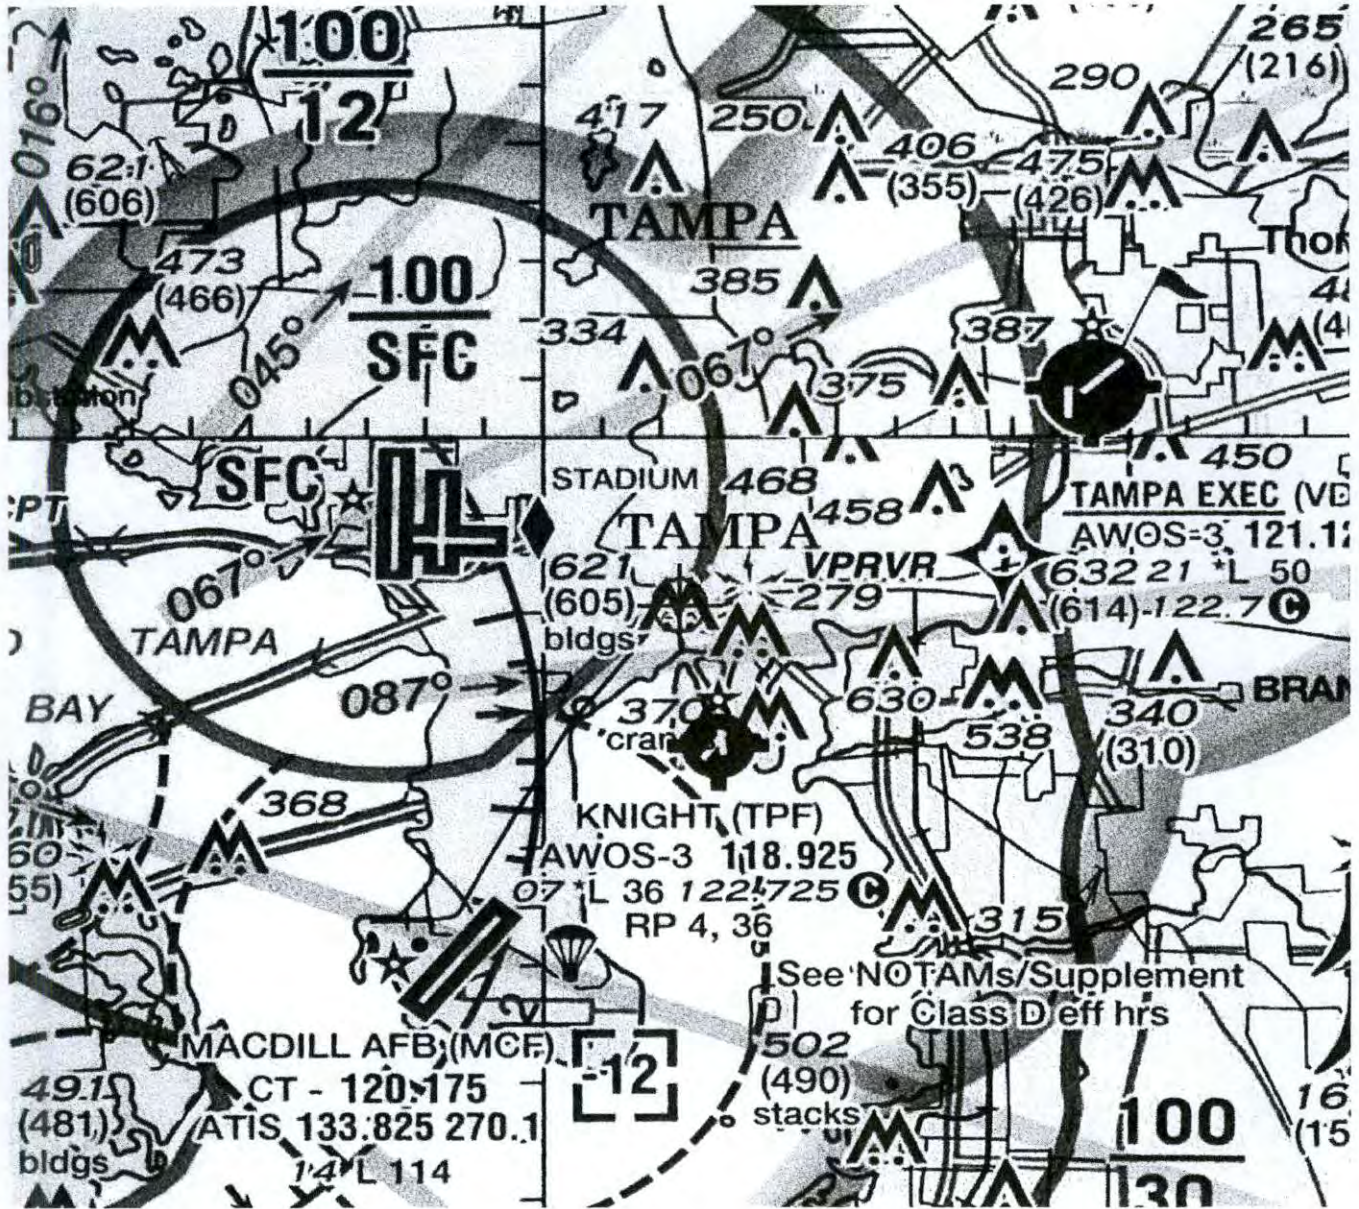 100
12
265
(216)
290
016°
417
250
406
(355)
475
(426)
621
(606)
TAMPA
473
(466)
100
SFC
385
334
387
045°
067°
375
SFC
STADIUM
468
450
458
TAMPA
TAMPA EXEC
AWOS-3
067°
621
(605)
bldgs
VPRVR
279
632
21 *L 50
(614)
122.7 C
TAMPA
BAY
087°
370
630
538
340
(310)
368
KNIGHT (TPF)
AWOS-3 118.925
07 *L 36 122.725 C
RP 4, 36
315
See NOTAMs/Supplement
for Class D eff hrs
MACDILL AFB (MCF)
CT - 120.175
ATIS 133.825 270.1
14 *L 114
-12
502
(490)
stacks
491
(481)
bldgs
100
30